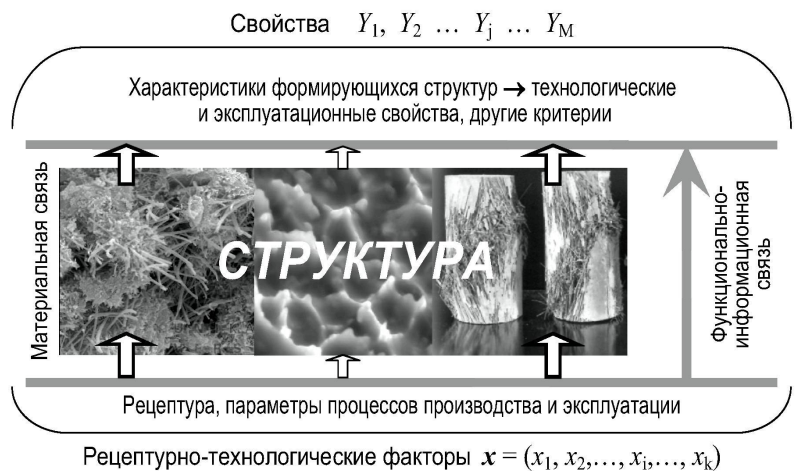 Свойства Y1, Y2 … Yj … YM
Характеристики формирующихся структур → технологические
и эксплуатационные свойства, другие критерии
Материальная связь
СТРУКТУРА
Функционально-
информационная
связь
Рецептура, параметры процессов производства и эксплуатации
Рецептурно-технологические факторы x = (x1, x2,…, xi,…, xk)